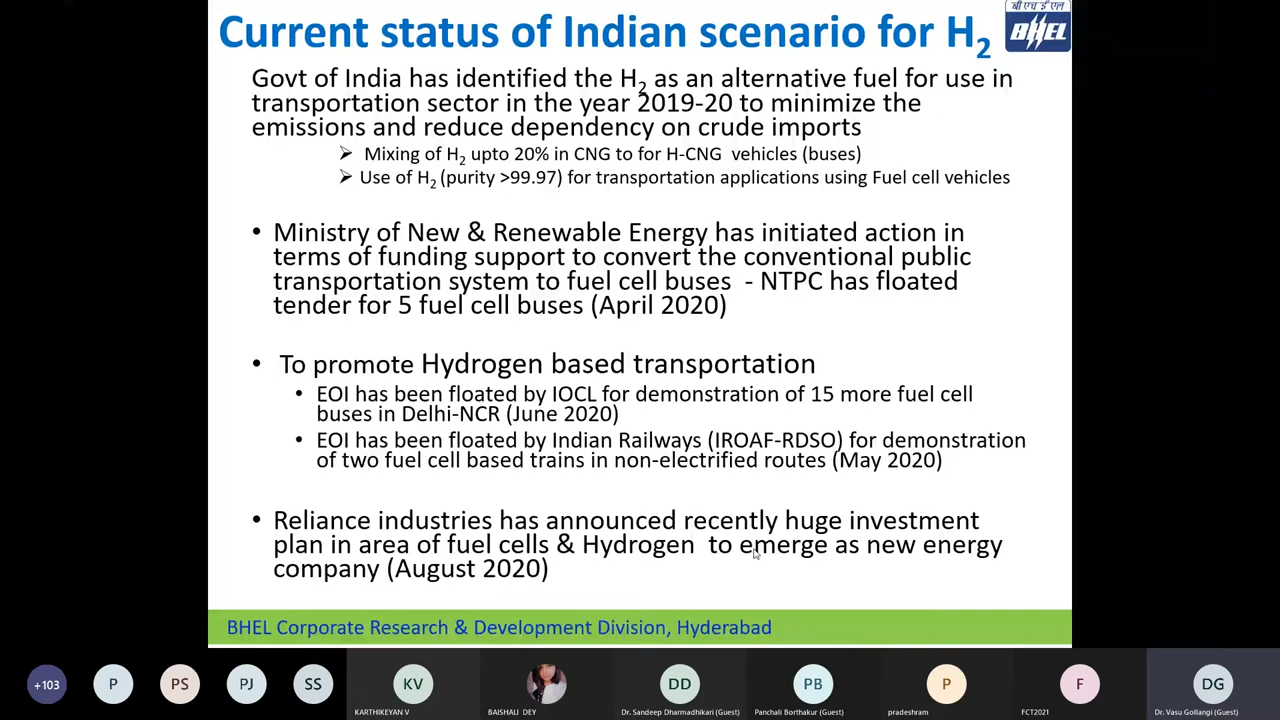 Current status of Indian scenario for H2
बी एच ई एल
BHEL
Govt of India has identified the H2 as an alternative fuel for use in
transportation sector in the year 2019-20 to minimize the
emissions and reduce dependency on crude imports
➢ Mixing of H2 upto 20% in CNG to for H-CNG vehicles (buses)
➢ Use of H2 (purity >99.97) for transportation applications using Fuel cell vehicles
• Ministry of New & Renewable Energy has initiated action in
terms of funding support to convert the conventional public
transportation system to fuel cell buses - NTPC has floated
tender for 5 fuel cell buses (April 2020)
• To promote Hydrogen based transportation
• EOI has been floated by IOCL for demonstration of 15 more fuel cell
buses in Delhi-NCR (June 2020)
• EOI has been floated by Indian Railways (IROAF-RDSO) for demonstration
of two fuel cell based trains in non-electrified routes (May 2020)
• Reliance industries has announced recently huge investment
plan in area of fuel cells & Hydrogen to emerge as new energy
company (August 2020)
BHEL Corporate Research & Development Division, Hyderabad
+103 P PS PJ SS KV DD PB P F DG
KARTHIKEYAN V BAISHALI DEY Dr. Sandeep Dharmadhikari (Guest) Panchali Borthakur (Guest) pradeshram FCT2021 Dr. Vasu Gollangi (Guest)